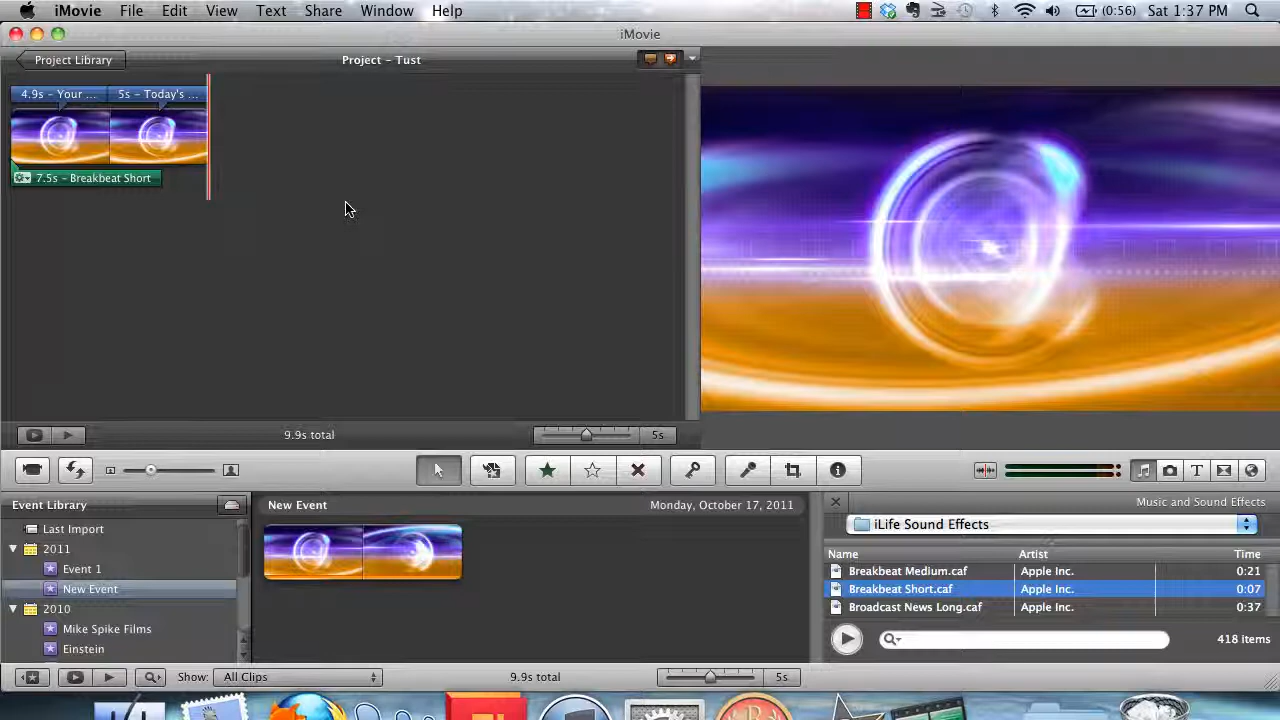 iMovie File Edit View Text Share Window Help (0:56) Sat 1:37 PM
iMovie
Project Library Project - Tust
4.9s - Your ... 5s - Today's ...
7.5s - Breakbeat Short
9.9s total 5s
Event Library
Last Import
2011
Event 1
New Event
2010
Mike Spike Films
Einstein
New Event Monday, October 17, 2011
Music and Sound Effects
iLife Sound Effects
Name Artist Time
Breakbeat Medium.caf Apple Inc. 0:21
Breakbeat Short.caf Apple Inc. 0:07
Broadcast News Long.caf Apple Inc. 0:37
418 items
Show: All Clips 9.9s total 5s